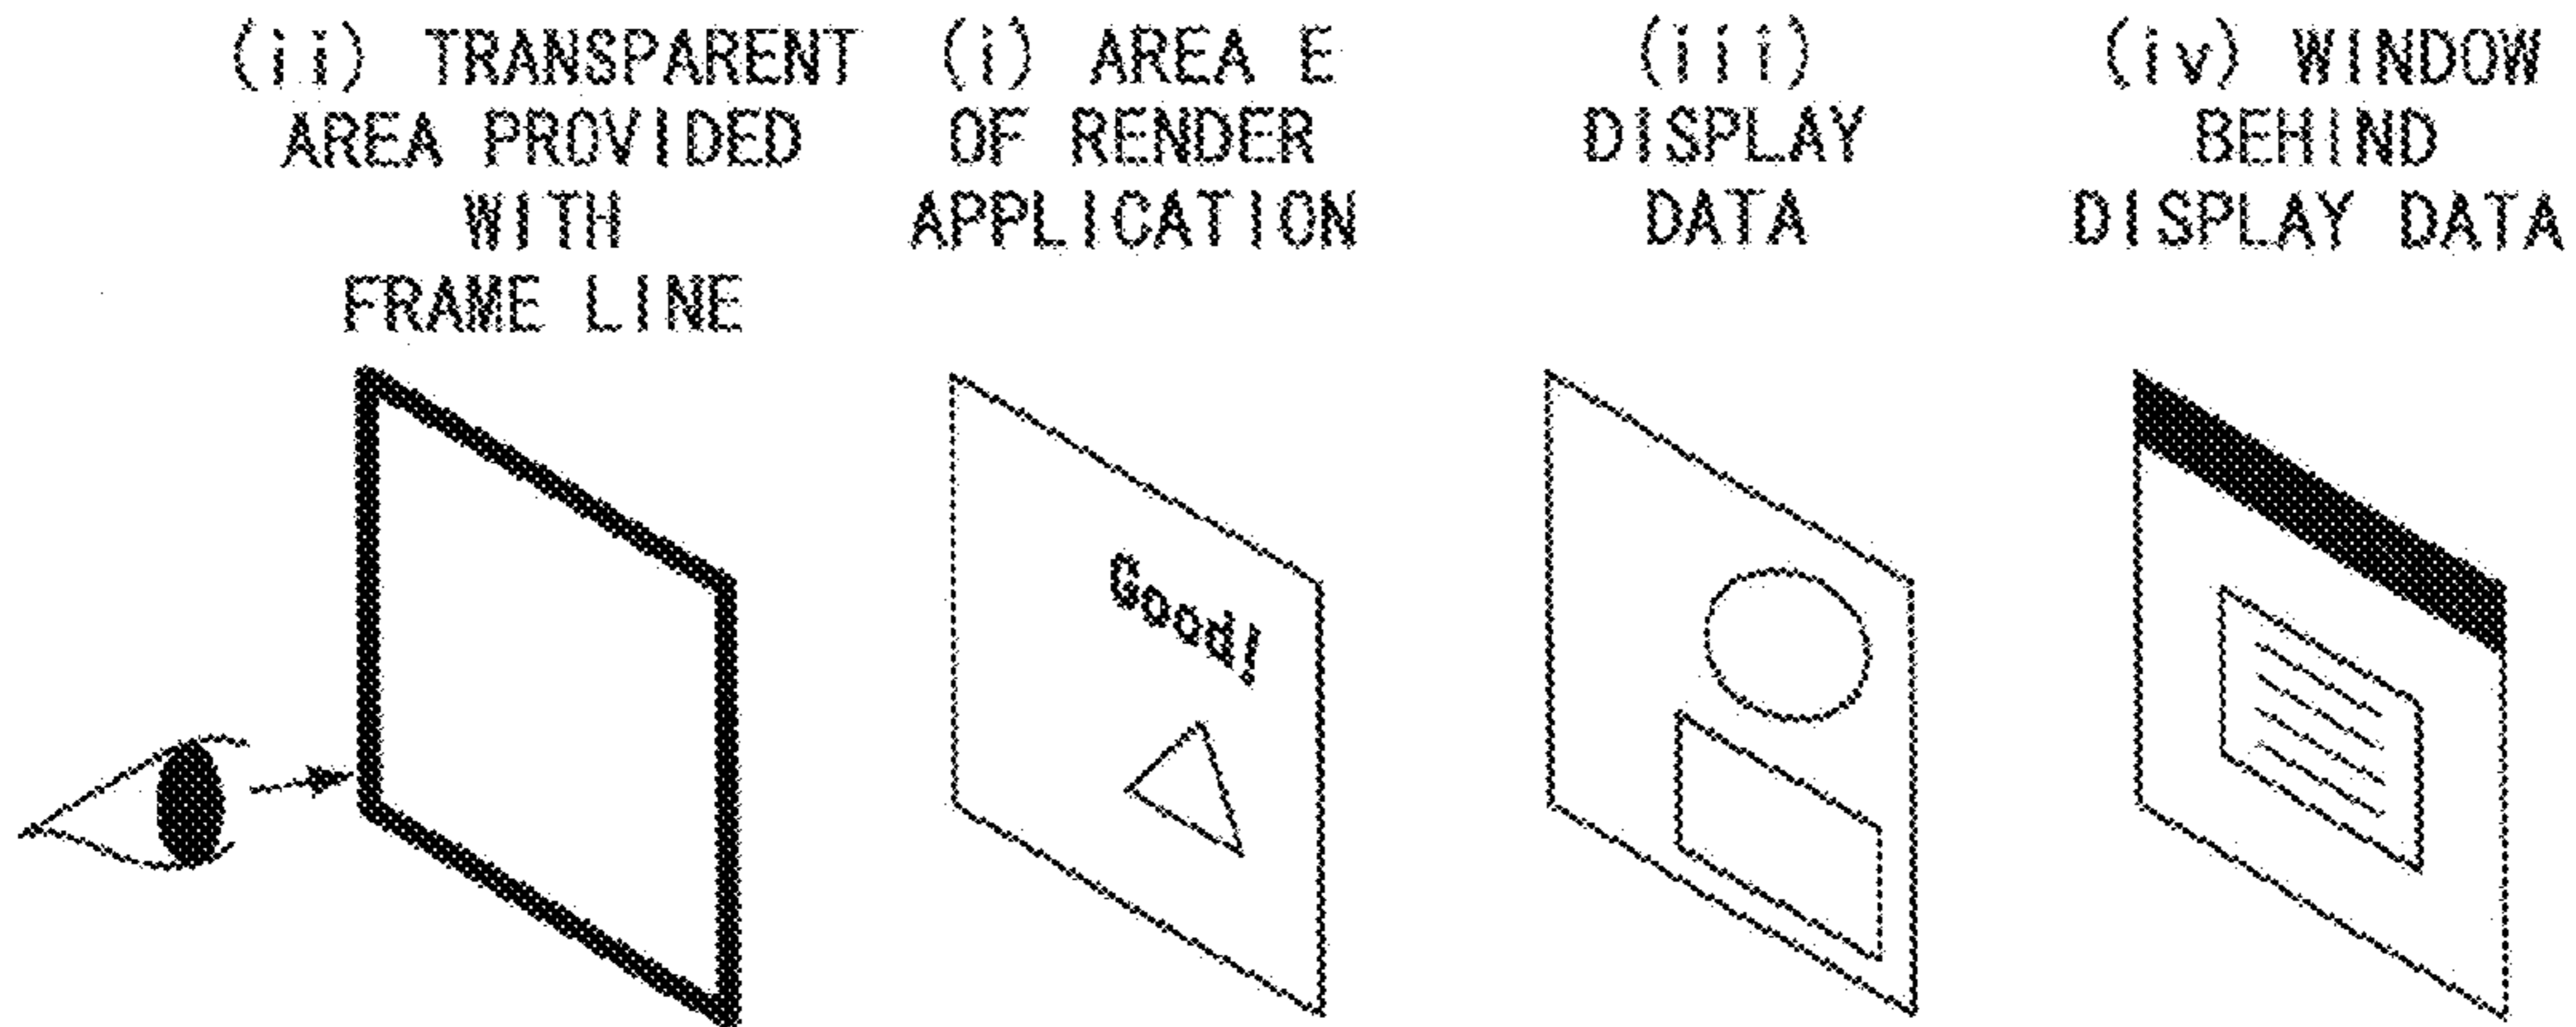 (ii) TRANSPARENT
AREA PROVIDED
WITH
FRAME LINE
(i) AREA E
OF RENDER
APPLICATION
(iii)
DISPLAY
DATA
(iv) WINDOW
BEHIND
DISPLAY DATA
Good!